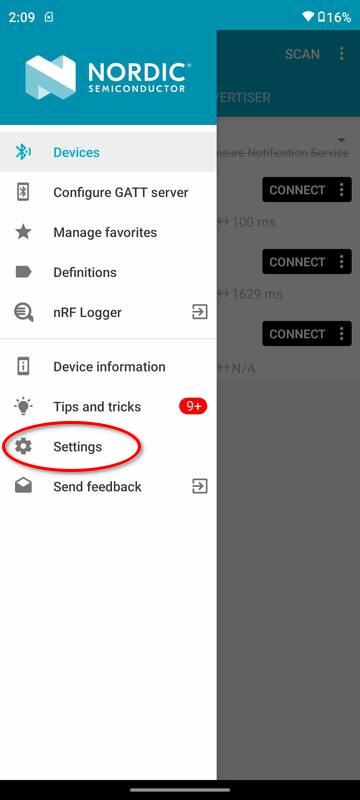 2:09
16%
NORDIC®
SEMICONDUCTOR
SCAN
VERTISER
Devices
osure Notification Service
Configure GATT server
CONNECT
Manage favorites
100 ms
Definitions
CONNECT
nRF Logger
1629 ms
CONNECT
Device information
N/A
Tips and tricks
9+
Settings
Send feedback